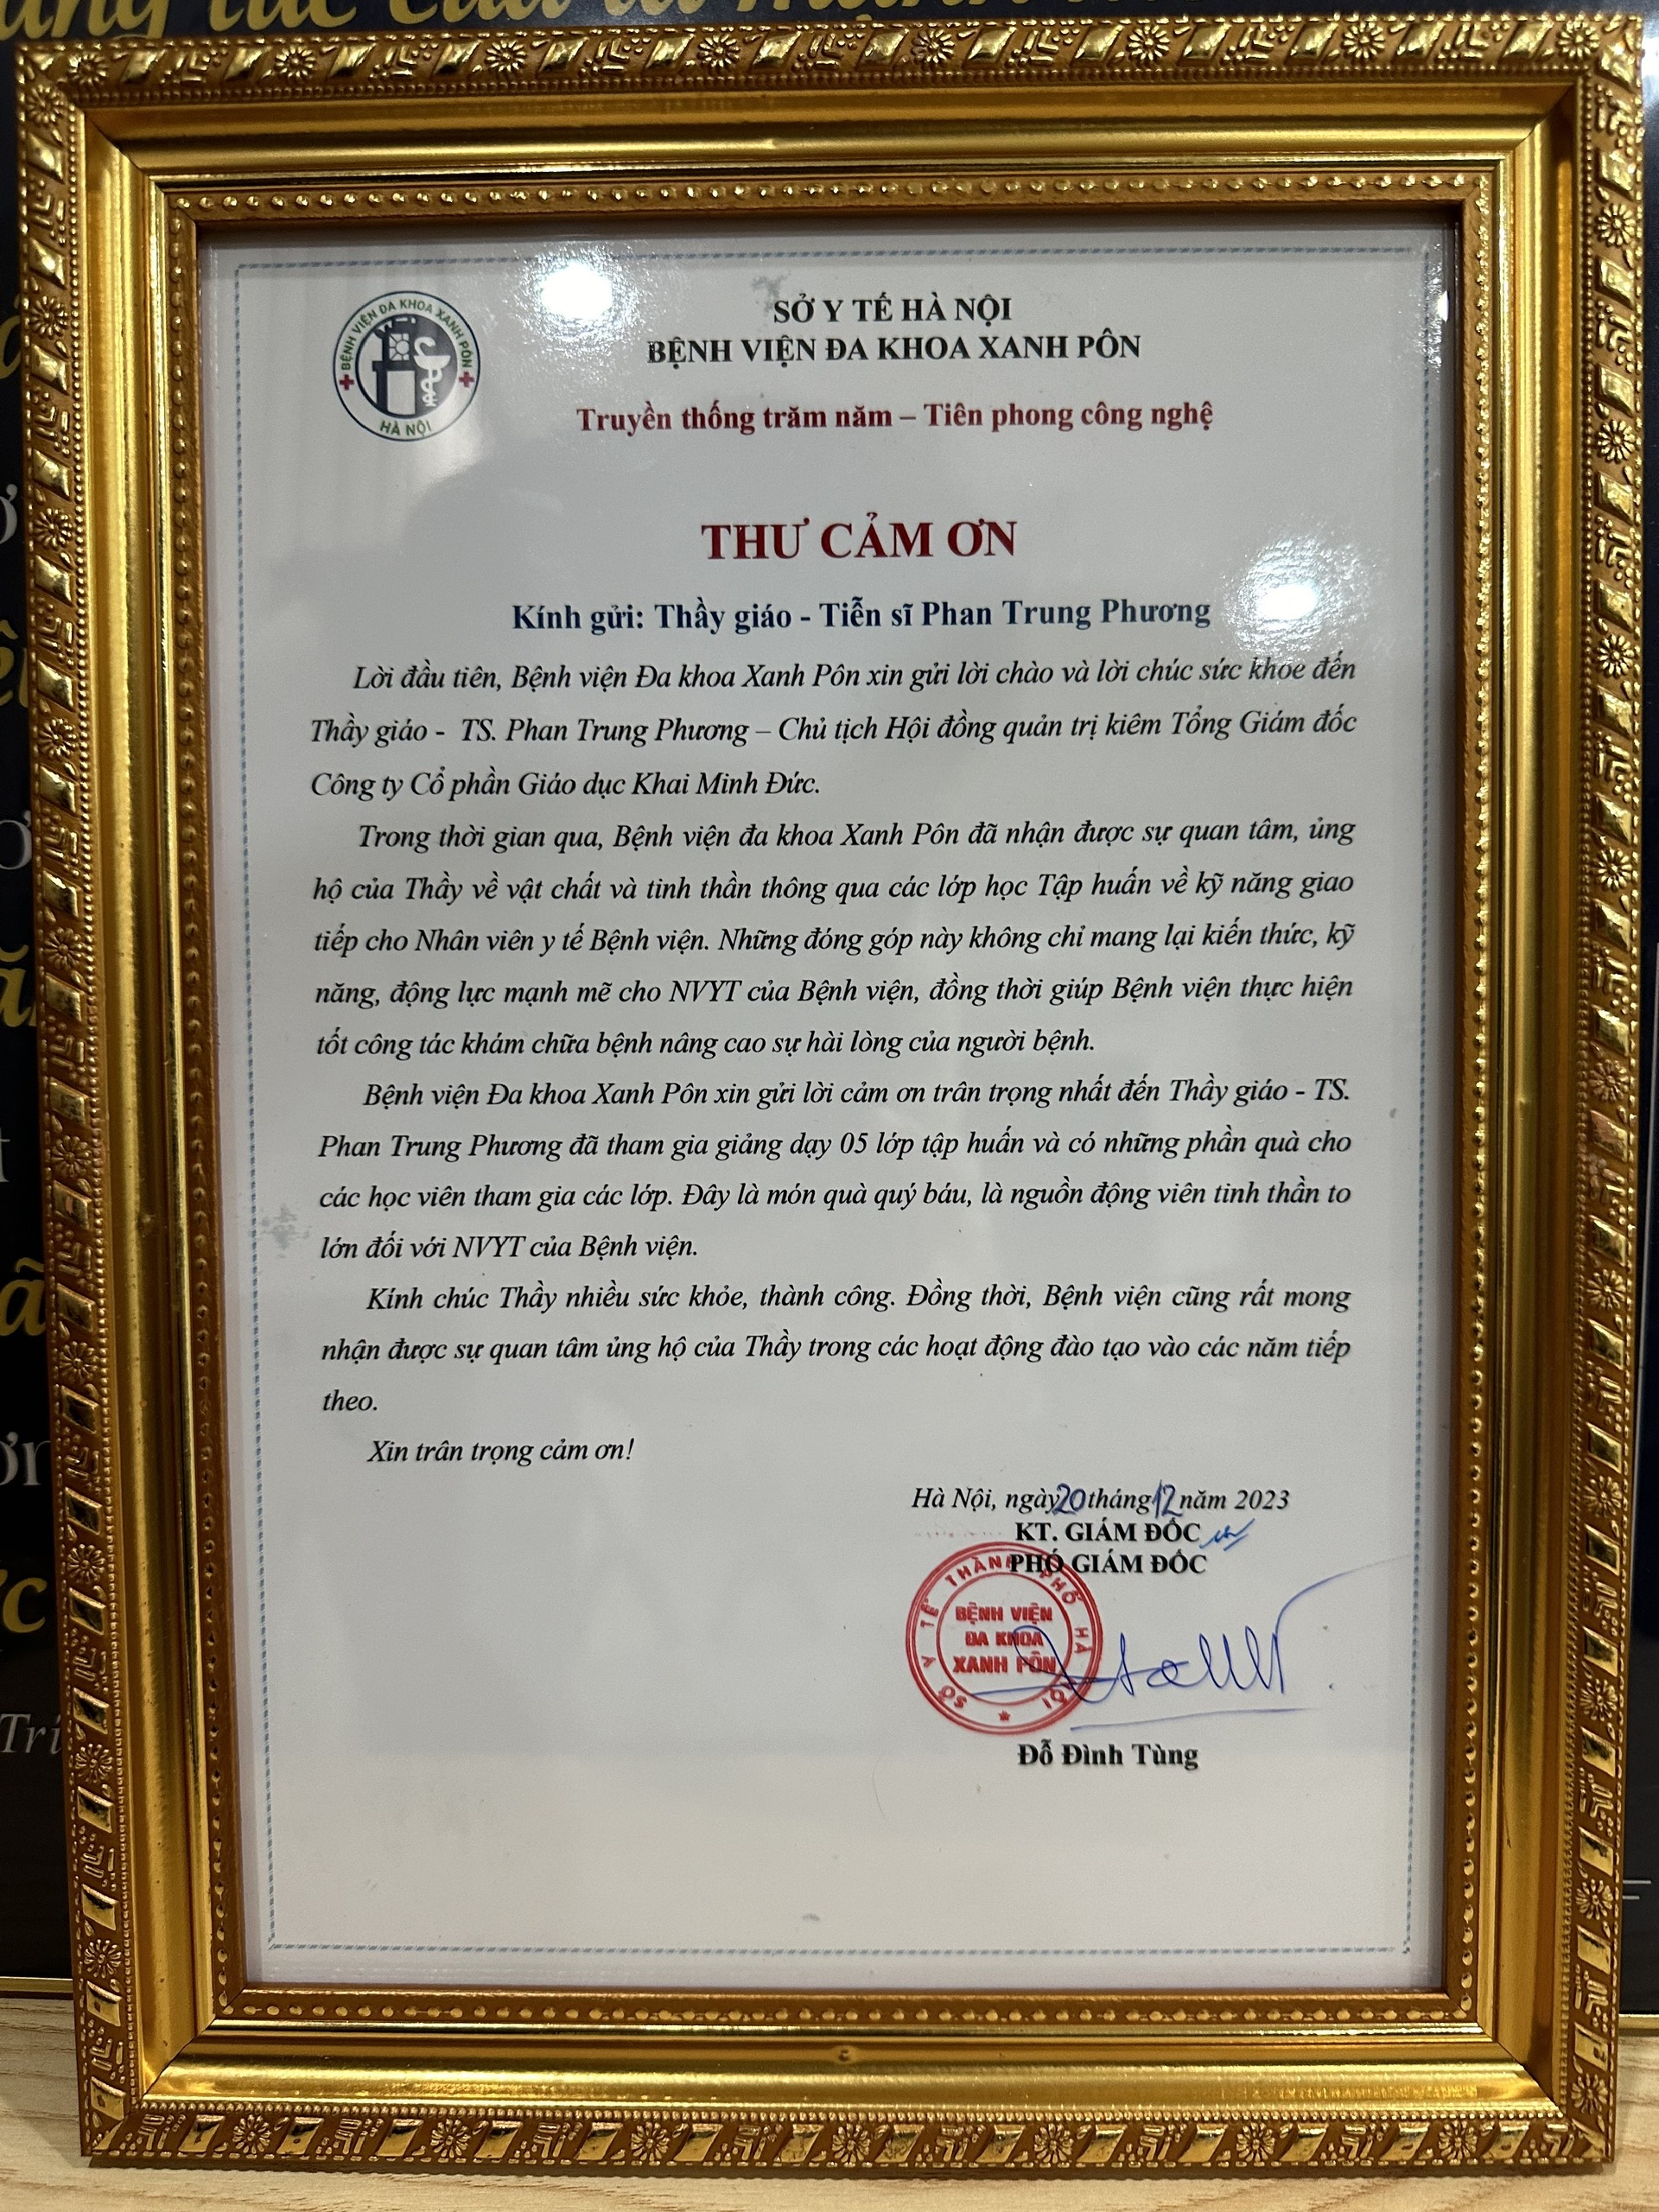 BỆNH VIỆN ĐA KHOA XANH PÔN
HÀ NỘI
SỞ Y TẾ HÀ NỘI
BỆNH VIỆN ĐA KHOA XANH PÔN
Truyền thống trăm năm – Tiên phong công nghệ
THƯ CẢM ƠN
Kính gửi: Thầy giáo - Tiễn sĩ Phan Trung Phương
Lời đầu tiên, Bệnh viện Đa khoa Xanh Pôn xin gửi lời chào và lời chúc sức khỏe đến
Thầy giáo - TS. Phan Trung Phương – Chủ tịch Hội đồng quản trị kiêm Tổng Giám đốc
Công ty Cổ phần Giáo dục Khai Minh Đức.
Trong thời gian qua, Bệnh viện đa khoa Xanh Pôn đã nhận được sự quan tâm, ủng
hộ của Thầy về vật chất và tinh thần thông qua các lớp học Tập huấn về kỹ năng giao
tiếp cho Nhân viên y tế Bệnh viện. Những đóng góp này không chỉ mang lại kiến thức, kỹ
năng, động lực mạnh mẽ cho NVYT của Bệnh viện, đồng thời giúp Bệnh viện thực hiện
tốt công tác khám chữa bệnh nâng cao sự hài lòng của người bệnh.
Bệnh viện Đa khoa Xanh Pôn xin gửi lời cảm ơn trân trọng nhất đến Thầy giáo - TS.
Phan Trung Phương đã tham gia giảng dạy 05 lớp tập huấn và có những phần quà cho
các học viên tham gia các lớp. Đây là món quà quý báu, là nguồn động viên tinh thần to
lớn đối với NVYT của Bệnh viện.
Kính chúc Thầy nhiều sức khỏe, thành công. Đồng thời, Bệnh viện cũng rất mong
nhận được sự quan tâm ủng hộ của Thầy trong các hoạt động đào tạo vào các năm tiếp
theo.
Xin trân trọng cảm ơn!
Hà Nội, ngày 20 tháng 12 năm 2023
KT. GIÁM ĐỐC
PHÓ GIÁM ĐỐC
SỞ Y TẾ THÀNH PHỐ HÀ NỘI
BỆNH VIỆN
ĐA KHOA
XANH PÔN
Đỗ Đình Tùng